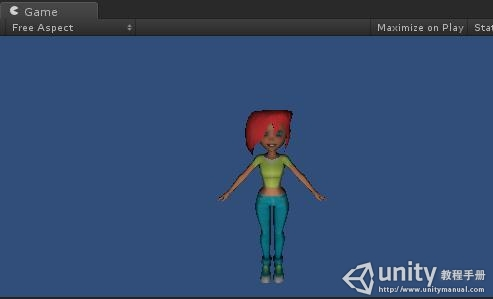 Game
Free Aspect
Maximize on Play
Stat
unity 教程手册
http://www.unitymanual.com